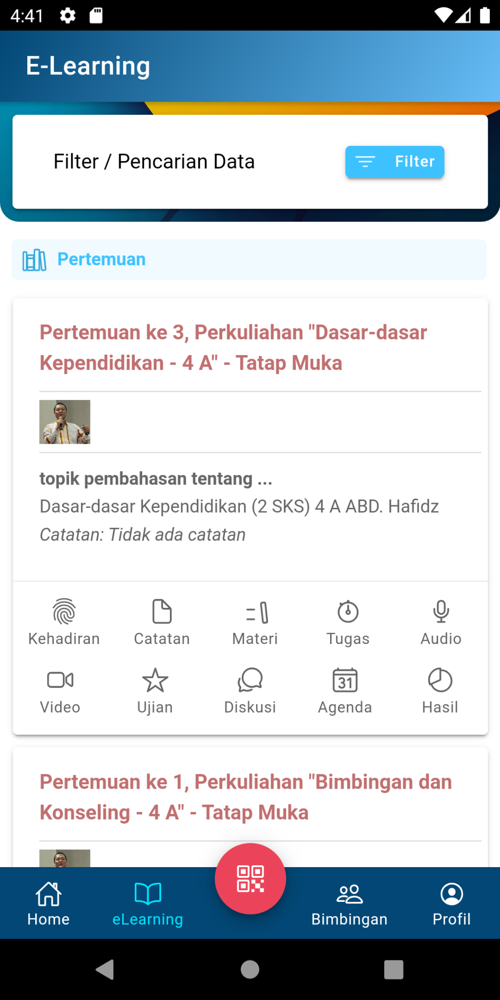 4:41
E-Learning
Filter / Pencarian Data
Filter
Pertemuan
Pertemuan ke 3, Perkuliahan "Dasar-dasar
Kependidikan - 4 A" - Tatap Muka
topik pembahasan tentang ...
Dasar-dasar Kependidikan (2 SKS) 4 A ABD. Hafidz
Catatan: Tidak ada catatan
Kehadiran Catatan Materi Tugas Audio
31
Video Ujian Diskusi Agenda Hasil
Pertemuan ke 1, Perkuliahan "Bimbingan dan
Konseling - 4 A" - Tatap Muka
Home eLearning Bimbingan Profil